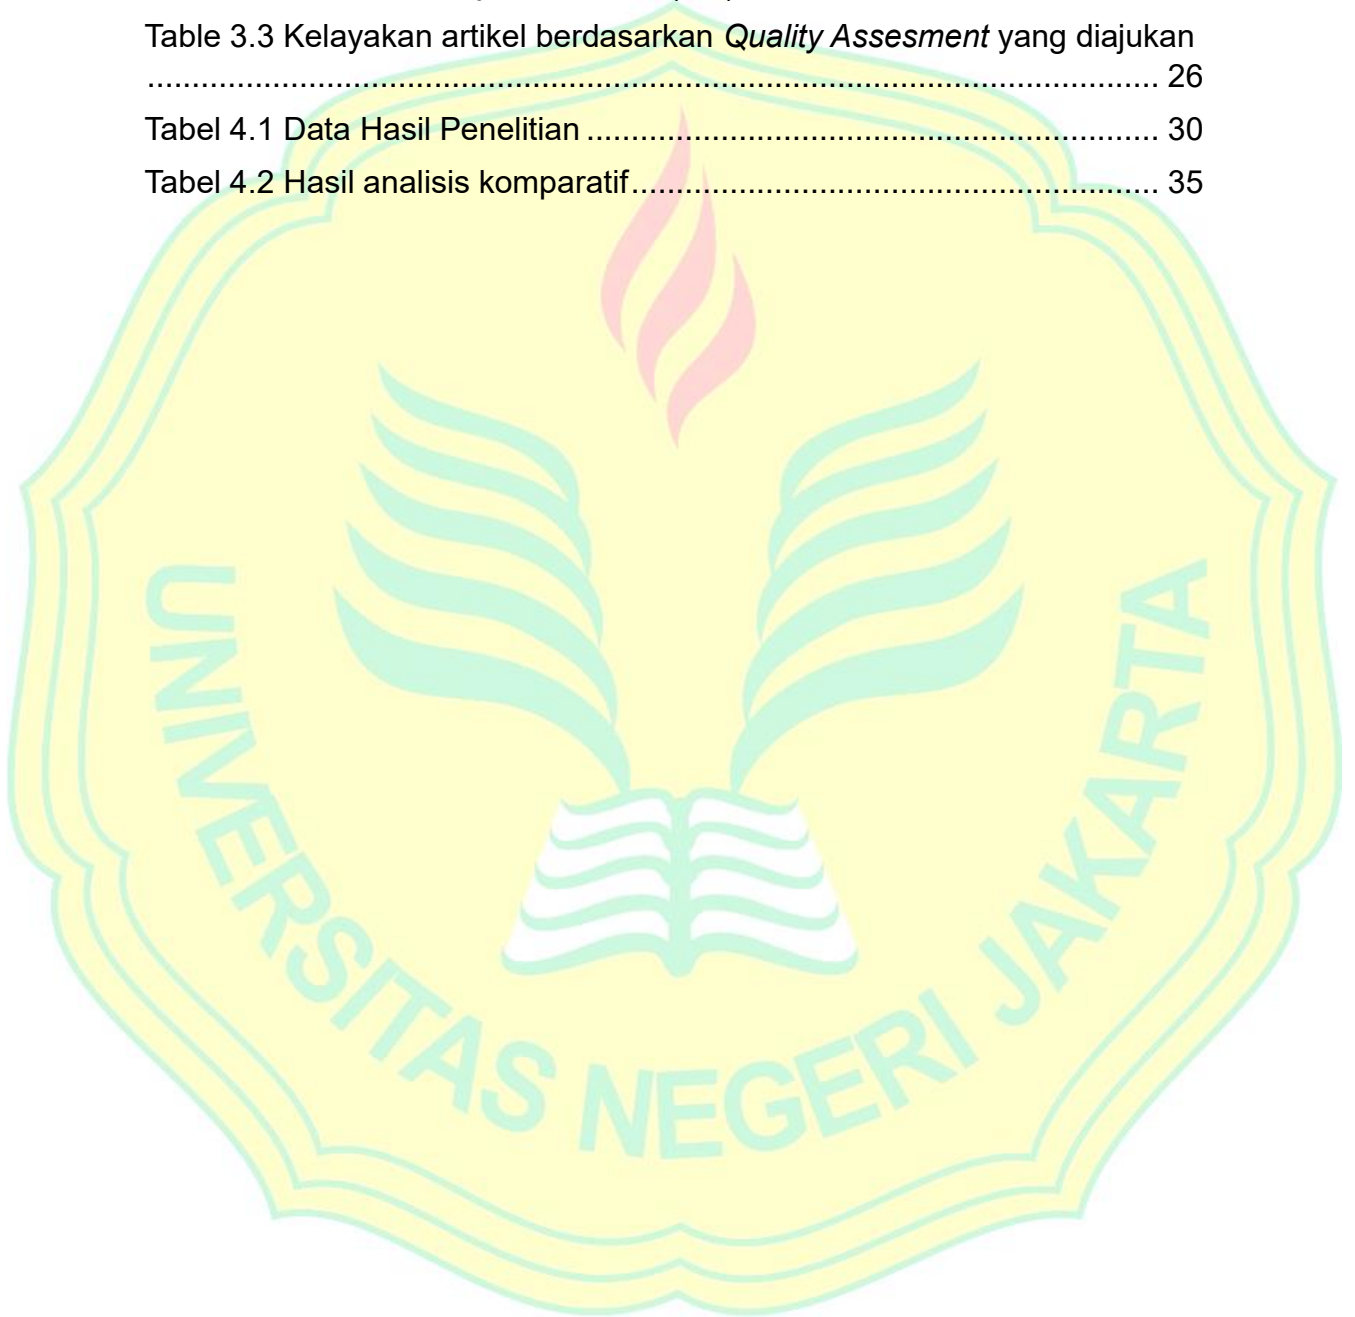 Table 3.3 Kelayakan artikel berdasarkan Quality Assesment yang diajukan
................................................................................................................. 26
Tabel 4.1 Data Hasil Penelitian ................................................................ 30
Tabel 4.2 Hasil analisis komparatif........................................................... 35
UNIVERSITAS NEGERI JAKARTA